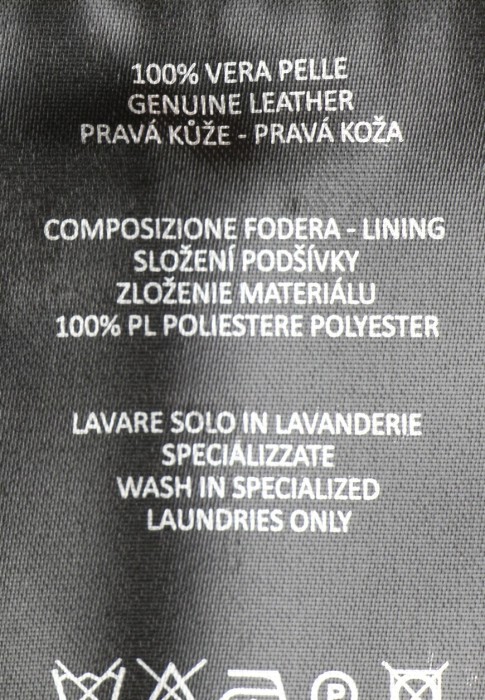 100% VERA PELLE
GENUINE LEATHER
PRAVÁ KŮŽE - PRAVÁ KOŽA
COMPOSIZIONE FODERA - LINING
SLOŽENÍ PODŠÍVKY
ZLOŽENIE MATERIÁLU
100% PL POLIESTERE POLYESTER
LAVARE SOLO IN LAVANDERIE
SPECIÁLIZZATE
WASH IN SPECIALIZED
LAUNDRIES ONLY
P